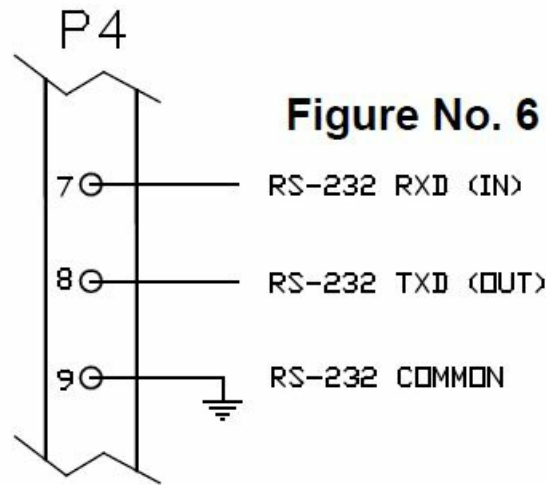 P4
Figure No. 6
7 RS-232 RXD (IN)
8 RS-232 TXD (OUT)
9 RS-232 COMMON